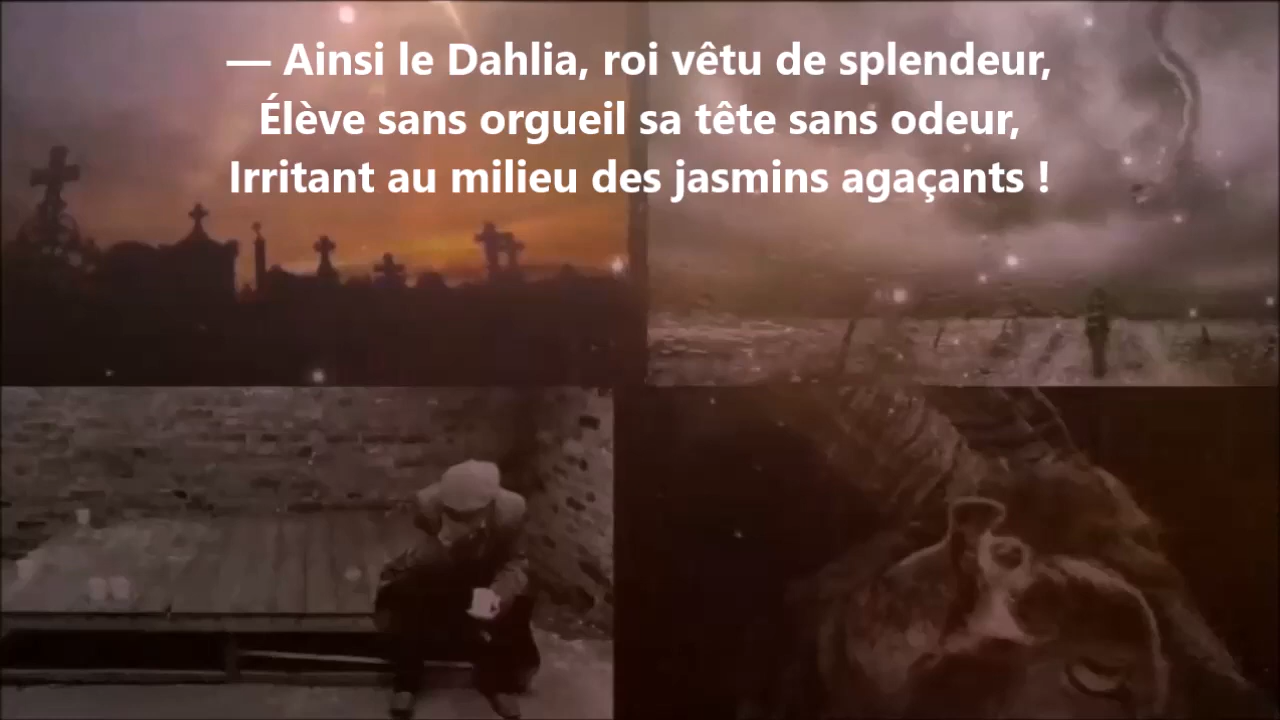 — Ainsi le Dahlia, roi vêtu de splendeur,
Élève sans orgueil sa tête sans odeur,
Irritant au milieu des jasmins agaçants !